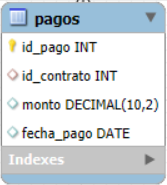 pagos
id_pago INT
id_contrato INT
monto DECIMAL(10,2)
fecha_pago DATE
Indexes